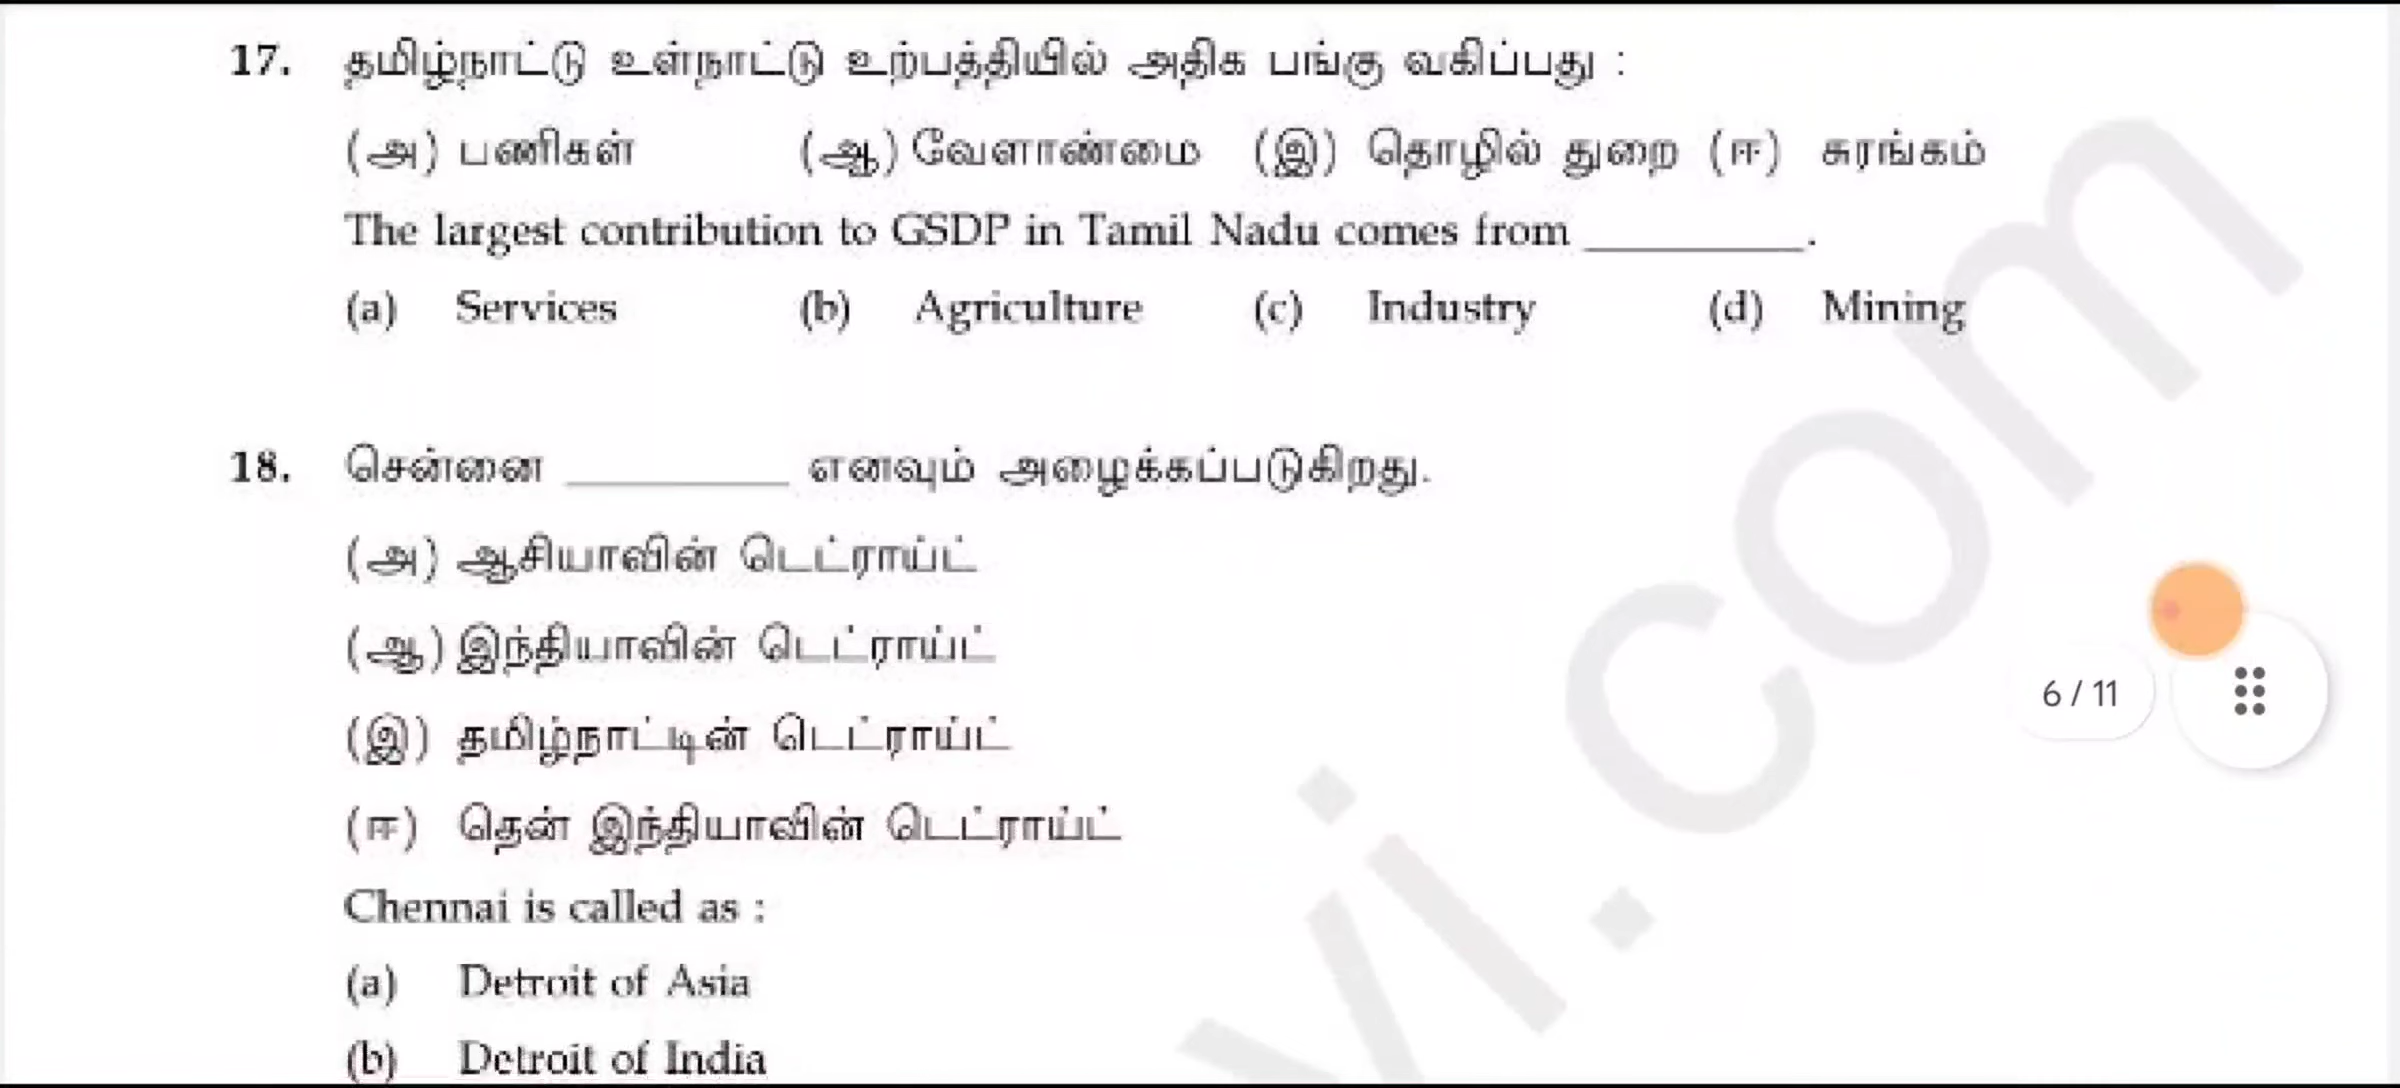 17. தமிழ்நாட்டு உள்நாட்டு உற்பத்தியில் அதிக பங்கு வகிப்பது :
(அ) பணிகள் (ஆ) வேளாண்மை (இ) தொழில் துறை (ஈ) சுரங்கம்
The largest contribution to GSDP in Tamil Nadu comes from ________.
(a) Services (b) Agriculture (c) Industry (d) Mining
18. சென்னை ________ எனவும் அழைக்கப்படுகிறது.
(அ) ஆசியாவின் டெட்ராய்ட்
(ஆ) இந்தியாவின் டெட்ராய்ட்
(இ) தமிழ்நாட்டின் டெட்ராய்ட்
(ஈ) தென் இந்தியாவின் டெட்ராய்ட்
6 / 11
Chennai is called as :
(a) Detroit of Asia
(b) Detroit of India
vi.com